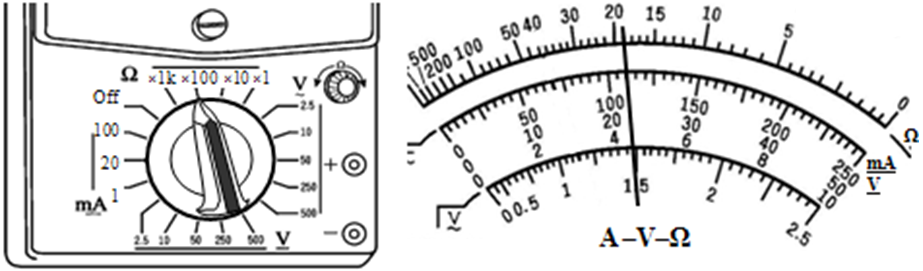 Ω ×1k ×100 ×10 ×1 V Ω
Off
~
2.5
100
10
20
50
+
250
1
500
mA
2.5 10 50 250 500 V
−
500 200 100 50 40 30 20 15 10 5 0 Ω
0 50 100 150 200 250 mA
0 2 10 4 20 6 30 8 40 10 50 V
V ~ 0 0.5 1 1.5 2 2.5
A –V–Ω